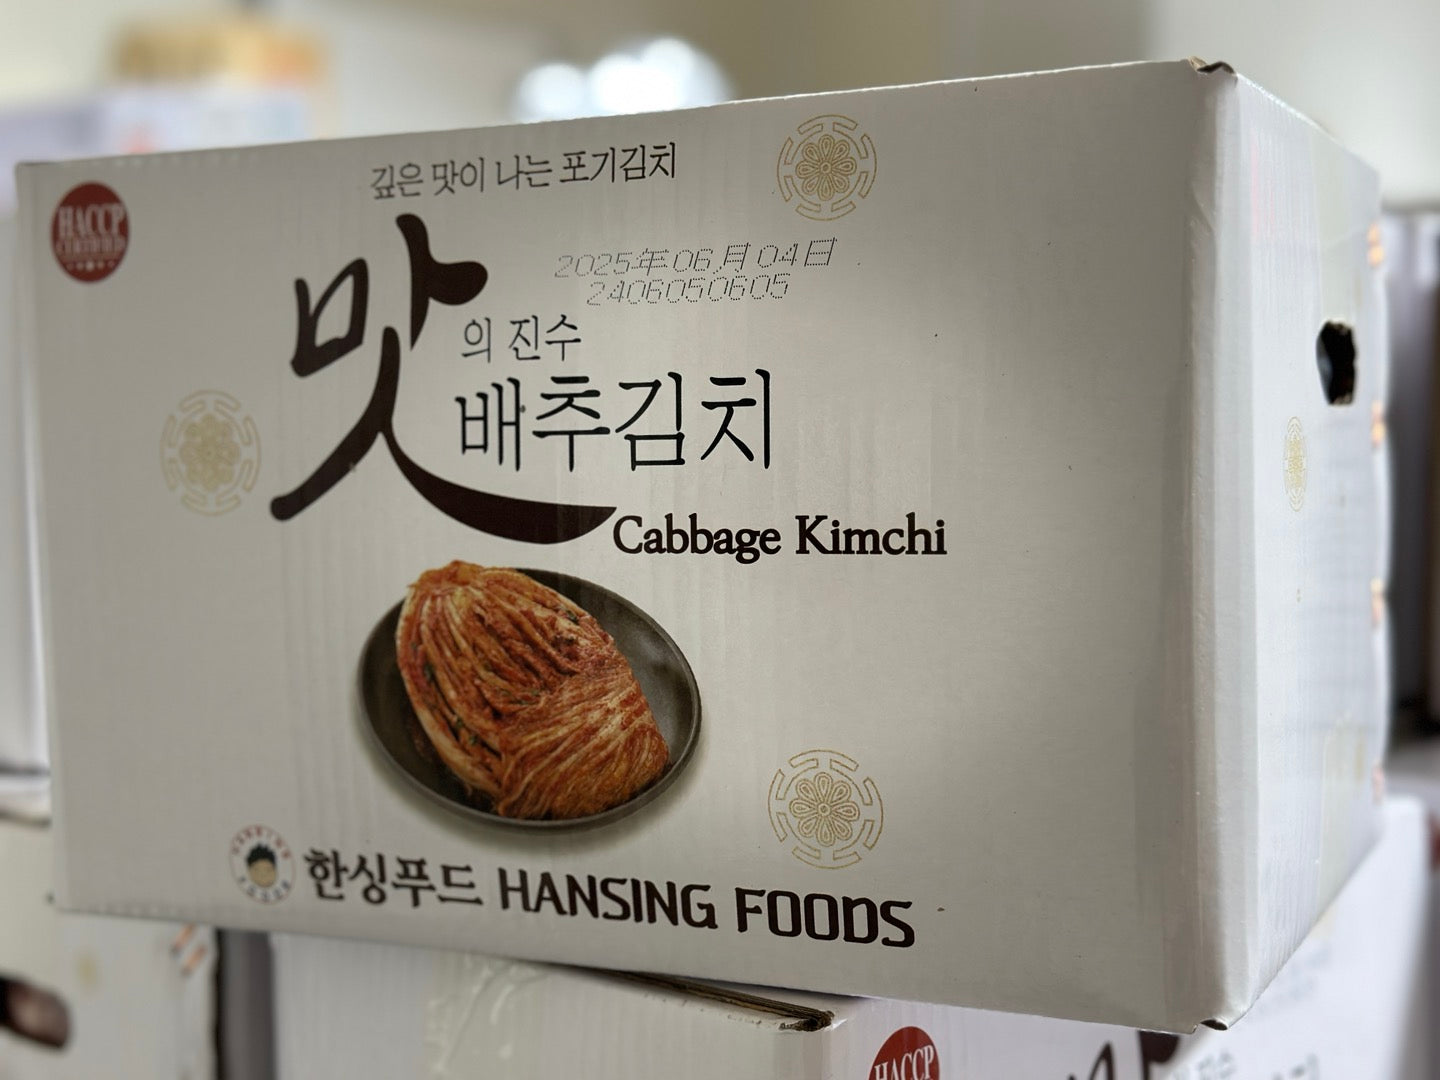 깊은 맛이 나는 포기김치
HACCP
CERTIFIED
2025年06月04日
2406050605
맛
의 진수
배추김치
Cabbage Kimchi
한싱푸드 HANSING FOODS
HACCP
진수